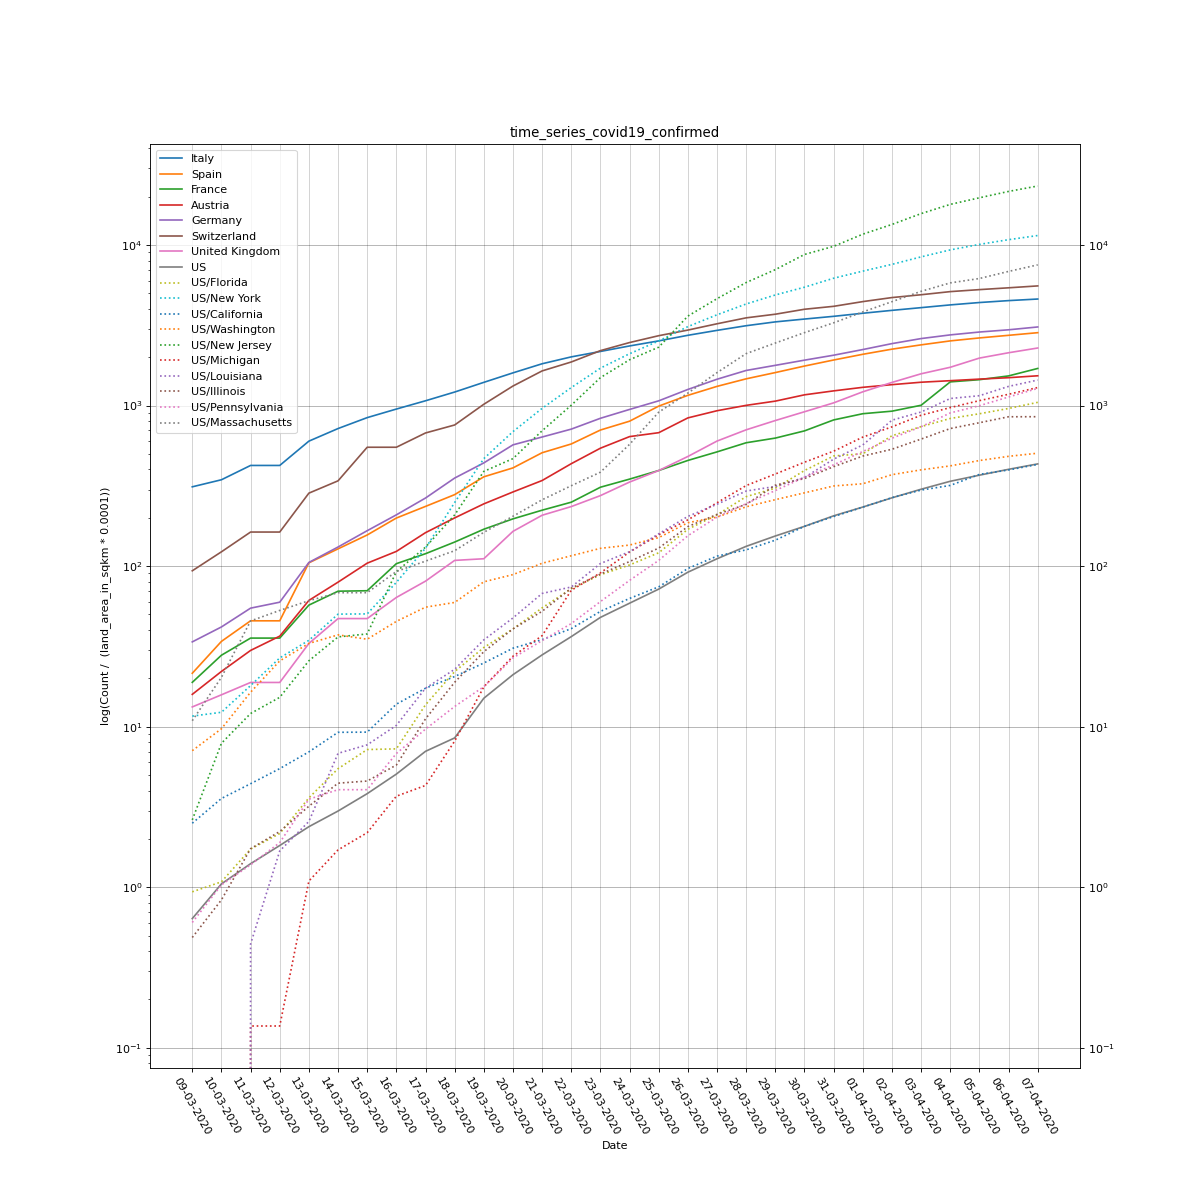 time_series_covid19_confirmed
Italy
Spain
France
Austria
Germany
Switzerland
United Kingdom
US
US/Florida
US/New York
US/California
US/Washington
US/New Jersey
US/Michigan
US/Louisiana
US/Illinois
US/Pennsylvania
US/Massachusetts
log(Count / (land_area_in_sqkm * 0.0001))
10⁴
10³
10²
10¹
10⁰
10⁻¹
10⁴
10³
10²
10¹
10⁰
10⁻¹
09-03-2020
10-03-2020
11-03-2020
12-03-2020
13-03-2020
14-03-2020
15-03-2020
16-03-2020
17-03-2020
18-03-2020
19-03-2020
20-03-2020
21-03-2020
22-03-2020
23-03-2020
24-03-2020
25-03-2020
26-03-2020
27-03-2020
28-03-2020
29-03-2020
30-03-2020
31-03-2020
01-04-2020
02-04-2020
03-04-2020
04-04-2020
05-04-2020
06-04-2020
07-04-2020
Date